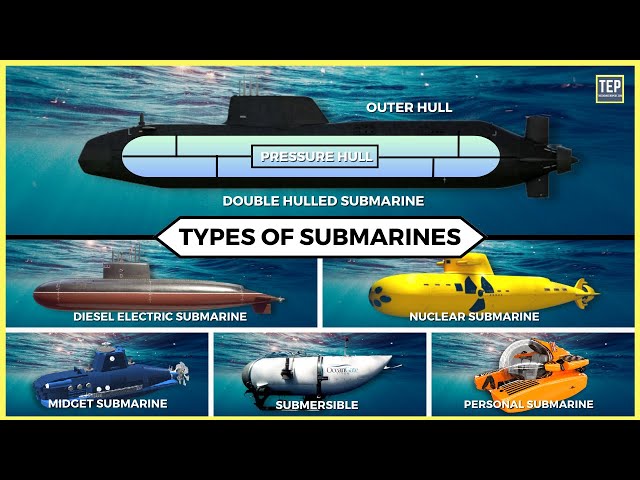 TEP
OUTER HULL
PRESSURE HULL
DOUBLE HULLED SUBMARINE
TYPES OF SUBMARINES
DIESEL ELECTRIC SUBMARINE
NUCLEAR SUBMARINE
OceanGate
MIDGET SUBMARINE
SUBMERSIBLE
PERSONAL SUBMARINE